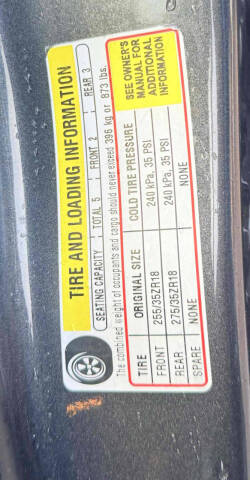 TIRE AND LOADING INFORMATION
SEATING CAPACITY TOTAL 5 FRONT 2 REAR 3
The combined weight of occupants and cargo should never exceed 396 kg or 873 lbs.
TIRE ORIGINAL SIZE COLD TIRE PRESSURE
FRONT 255/35ZR18 240 kPa, 35 PSI
REAR 275/35ZR18 240 kPa, 35 PSI
SPARE NONE NONE
SEE OWNER'S
MANUAL FOR
ADDITIONAL
INFORMATION